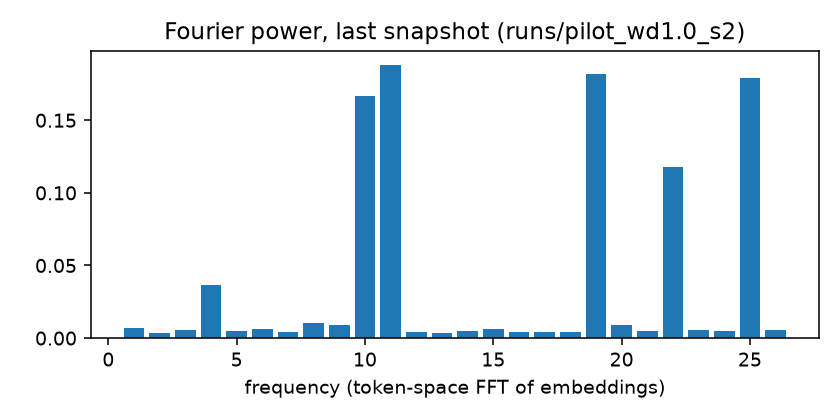 Fourier power, last snapshot (runs/pilot_wd1.0_s2)
0.15
0.10
0.05
0.00
0 5 10 15 20 25
frequency (token-space FFT of embeddings)